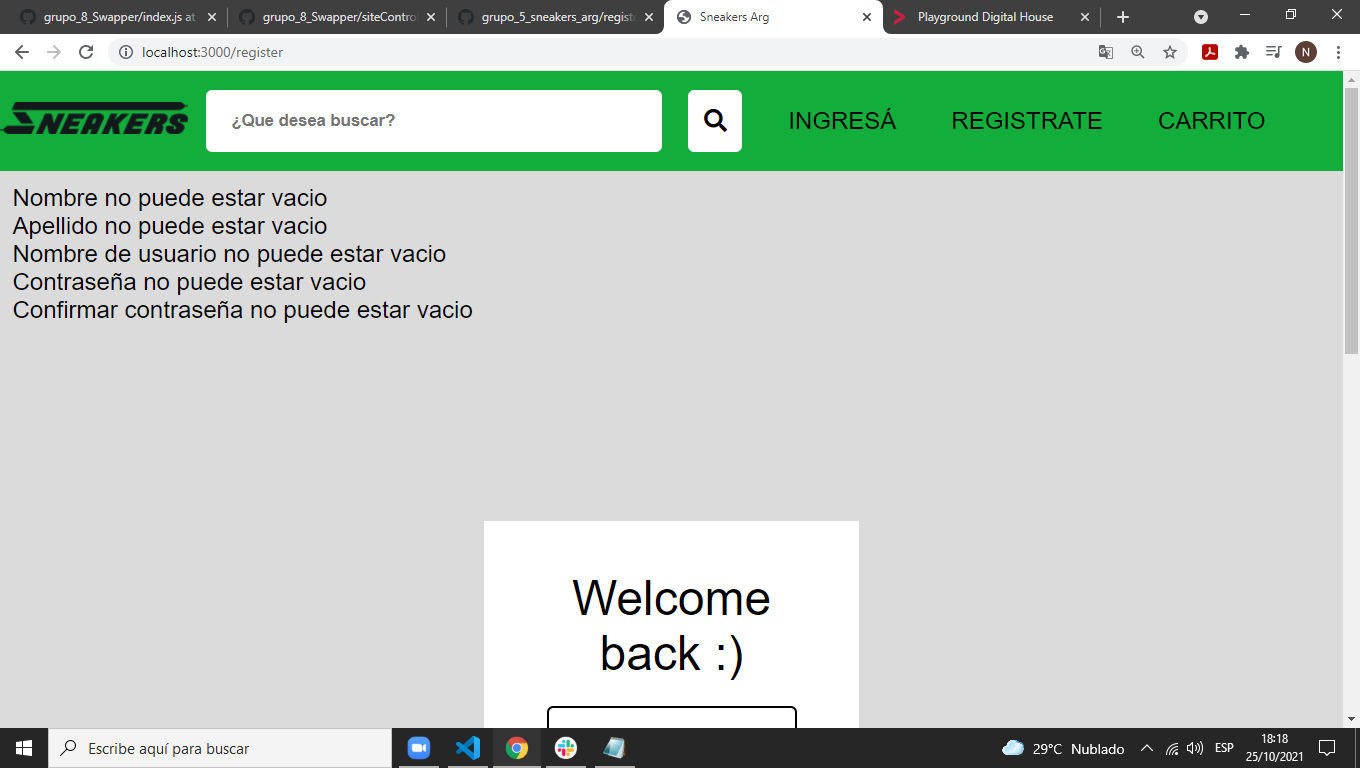 grupo_8_Swapper/index.js at
grupo_8_Swapper/siteContro
grupo_5_sneakers_arg/registe
Sneakers Arg
Playground Digital House
localhost:3000/register
N
SNEAKERS
¿Que desea buscar?
INGRESÁ
REGISTRATE
CARRITO
Nombre no puede estar vacio
Apellido no puede estar vacio
Nombre de usuario no puede estar vacio
Contraseña no puede estar vacio
Confirmar contraseña no puede estar vacio
Welcome
back :)
Escribe aquí para buscar
29°C Nublado
ESP
18:18
25/10/2021